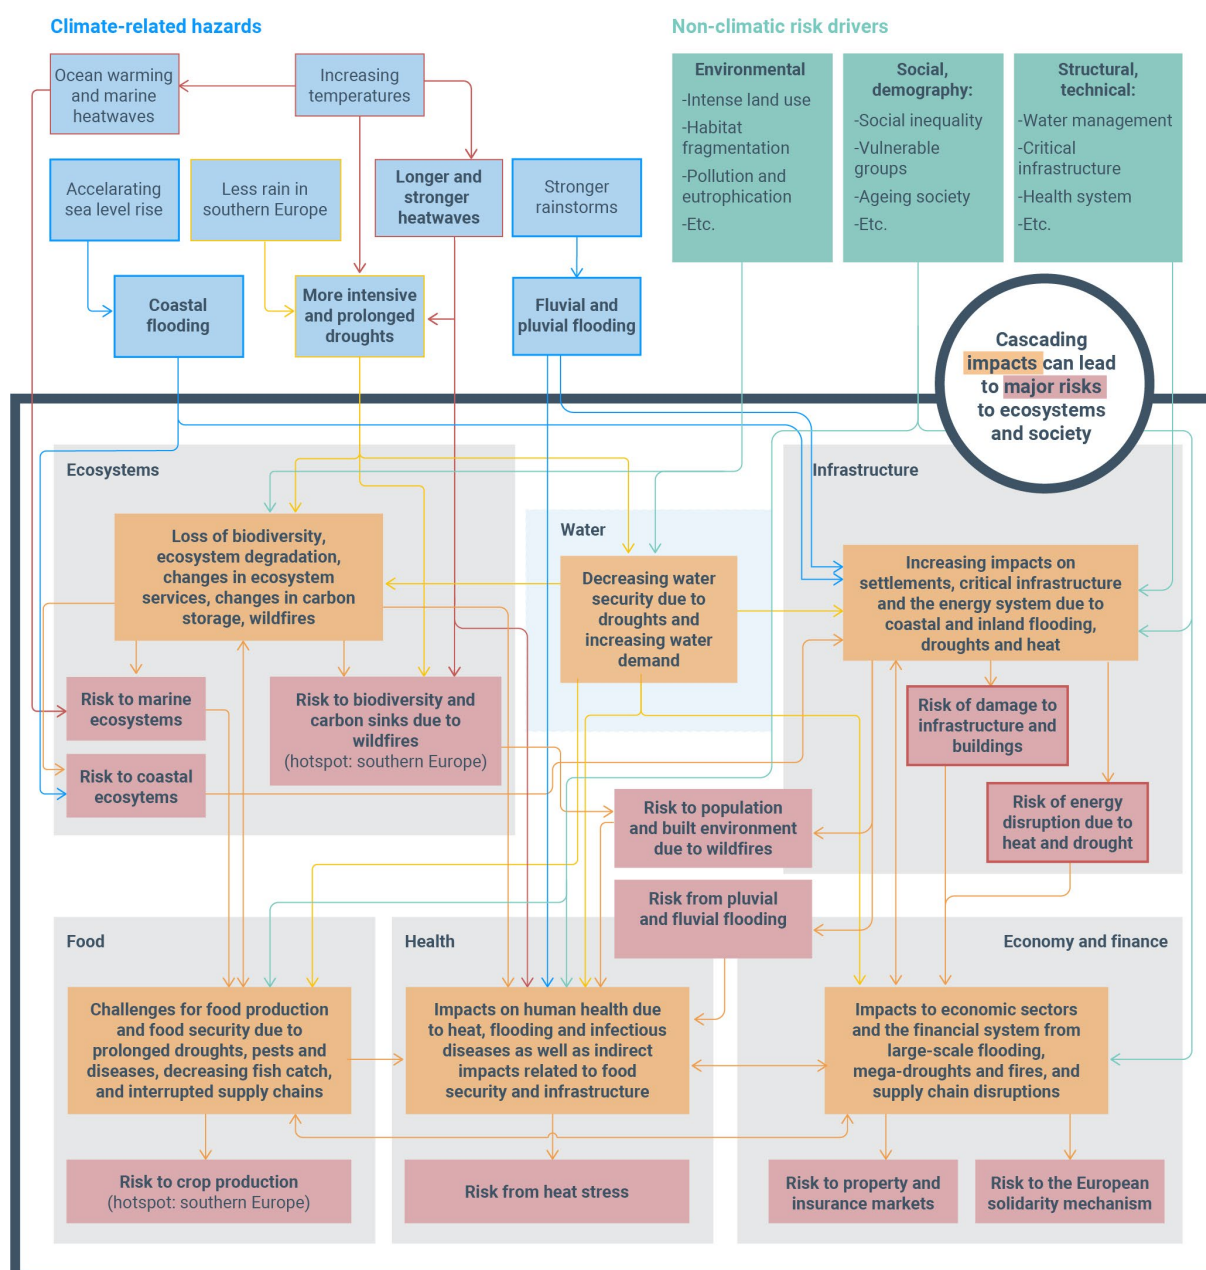 Climate-related hazards
Non-climatic risk drivers
Ocean warming
and marine
heatwaves
Increasing
temperatures
Environmental
-Intense land use
-Habitat
fragmentation
-Pollution and
eutrophication
-Etc.
Social,
demography:
-Social inequality
-Vulnerable
groups
-Ageing society
-Etc.
Structural,
technical:
-Water management
-Critical
infrastructure
-Health system
-Etc.
Accelarating
sea level rise
Less rain in
southern Europe
Longer and
stronger
heatwaves
Stronger
rainstorms
Coastal
flooding
More intensive
and prolonged
droughts
Fluvial and
pluvial flooding
Cascading
impacts can lead
to major risks
to ecosystems
and society
Ecosystems
Loss of biodiversity,
ecosystem degradation,
changes in ecosystem
services, changes in carbon
storage, wildfires
Risk to marine
ecosystems
Risk to coastal
ecosytems
Risk to biodiversity and
carbon sinks due to
wildfires
(hotspot: southern Europe)
Water
Decreasing water
security due to
droughts and
increasing water
demand
Infrastructure
Increasing impacts on
settlements, critical infrastructure
and the energy system due to
coastal and inland flooding,
droughts and heat
Risk of damage to
infrastructure and
buildings
Risk of energy
disruption due to
heat and drought
Risk to population
and built environment
due to wildfires
Risk from pluvial
and fluvial flooding
Food
Challenges for food production
and food security due to
prolonged droughts, pests and
diseases, decreasing fish catch,
and interrupted supply chains
Risk to crop production
(hotspot: southern Europe)
Health
Impacts on human health due
to heat, flooding and infectious
diseases as well as indirect
impacts related to food
security and infrastructure
Risk from heat stress
Economy and finance
Impacts to economic sectors
and the financial system from
large-scale flooding,
mega-droughts and fires, and
supply chain disruptions
Risk to property and
insurance markets
Risk to the European
solidarity mechanism